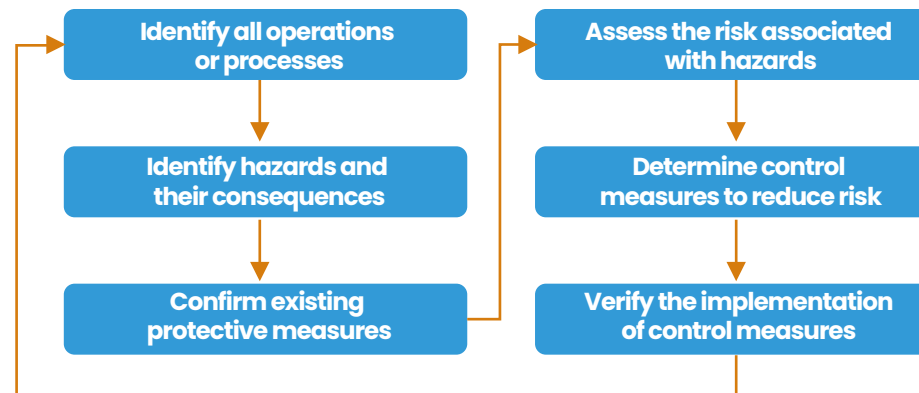 Identify all operations
or processes
Identify hazards and
their consequences
Confirm existing
protective measures
Assess the risk associated
with hazards
Determine control
measures to reduce risk
Verify the implementation
of control measures